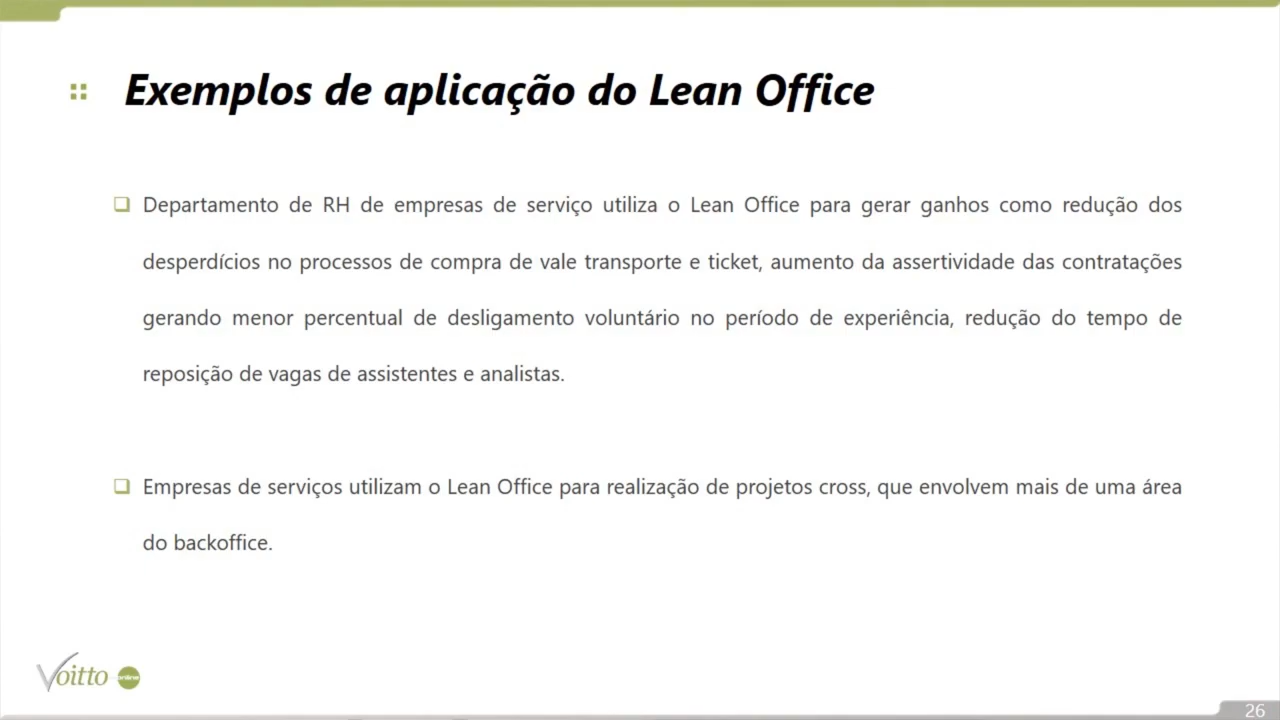 Exemplos de aplicação do Lean Office
Departamento de RH de empresas de serviço utiliza o Lean Office para gerar ganhos como redução dos
desperdícios no processos de compra de vale transporte e ticket, aumento da assertividade das contratações
gerando menor percentual de desligamento voluntário no período de experiência, redução do tempo de
reposição de vagas de assistentes e analistas.
Empresas de serviços utilizam o Lean Office para realização de projetos cross, que envolvem mais de uma área
do backoffice.
Voitto online
26